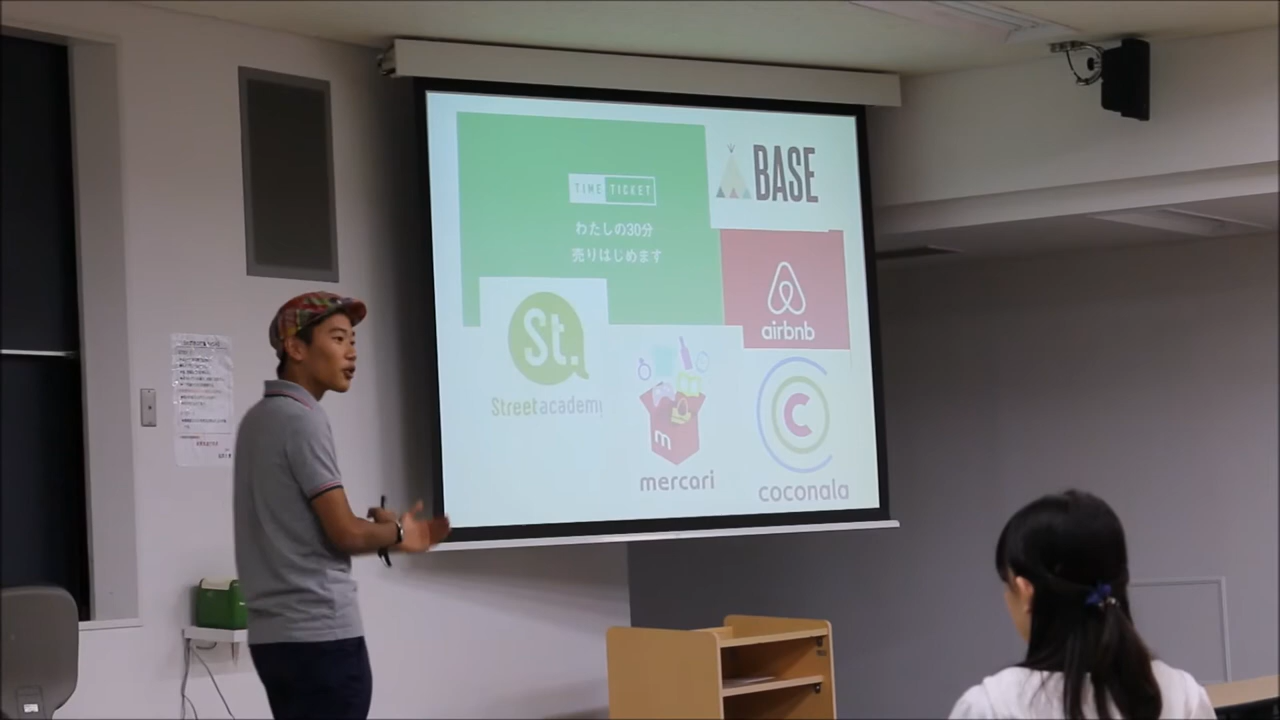 TIME TICKET
わたしの30分
売りはじめます
BASE
airbnb
St.
Streetacademy
m
mercari
coconala